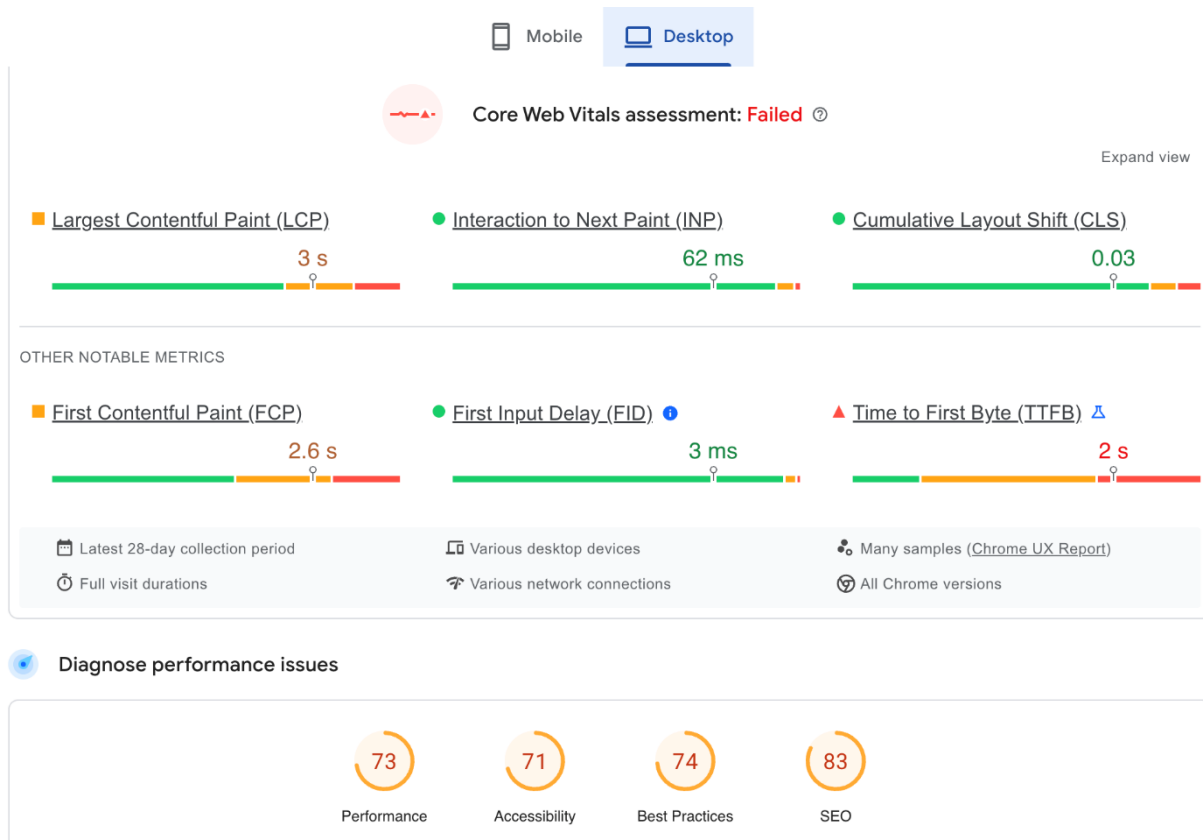 Mobile
Desktop
Core Web Vitals assessment: Failed
Expand view
Largest Contentful Paint (LCP)
3 s
Interaction to Next Paint (INP)
62 ms
Cumulative Layout Shift (CLS)
0.03
OTHER NOTABLE METRICS
First Contentful Paint (FCP)
2.6 s
First Input Delay (FID)
3 ms
Time to First Byte (TTFB)
2 s
Latest 28-day collection period
Various desktop devices
Many samples (Chrome UX Report)
Full visit durations
Various network connections
All Chrome versions
Diagnose performance issues
73
Performance
71
Accessibility
74
Best Practices
83
SEO